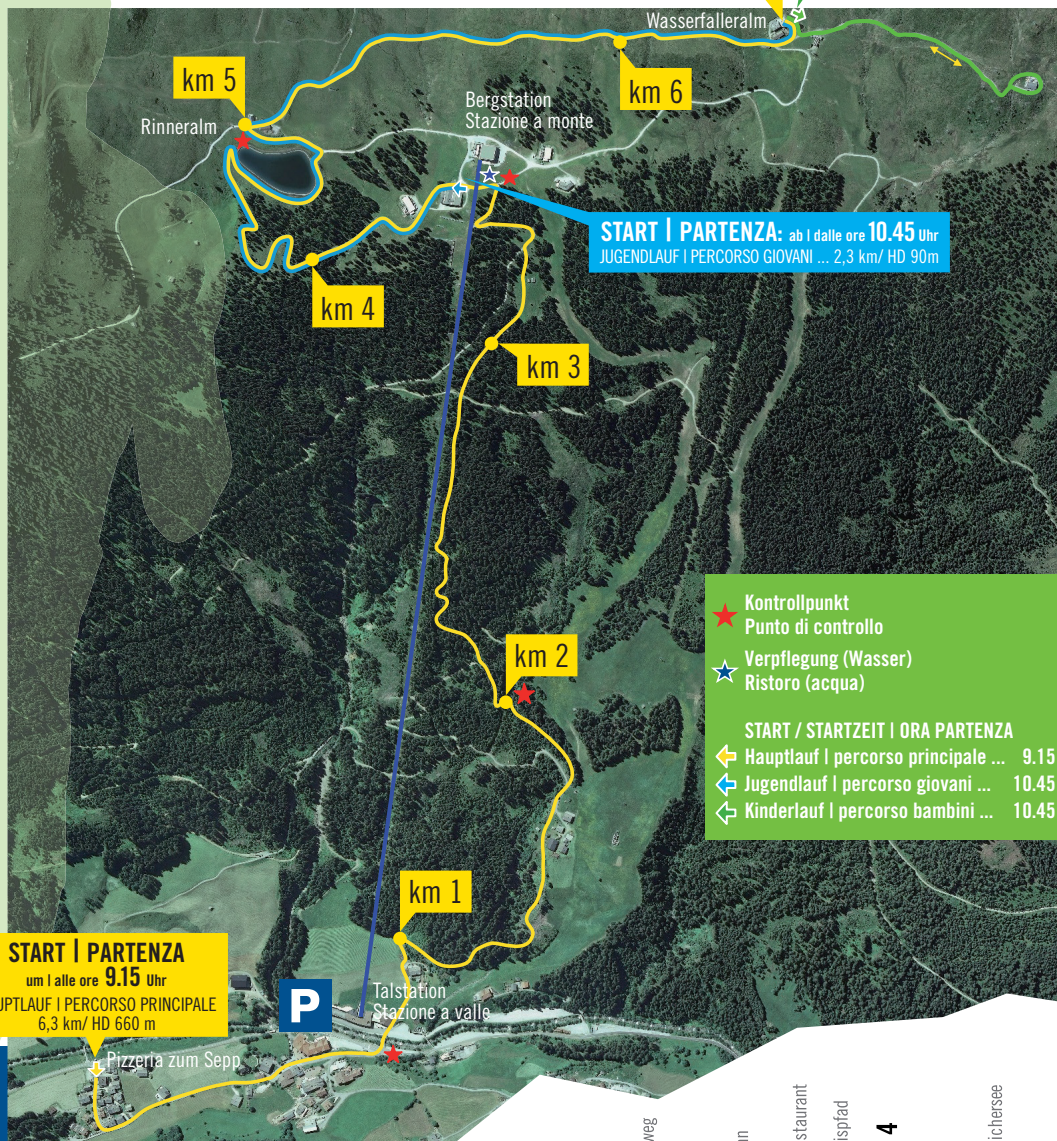 Wasserfalleralm
km 5
km 6
Bergstation
Stazione a monte
Rinneralm
START | PARTENZA: ab | dalle ore 10.45 Uhr
JUGENDLAUF | PERCORSO GIOVANI ... 2,3 km/ HD 90m
km 4
km 3
Kontrollpunkt
Punto di controllo
Verpflegung (Wasser)
Ristoro (acqua)
START / STARTZEIT | ORA PARTENZA
Hauptlauf | percorso principale ... 9.15
Jugendlauf | percorso giovani ... 10.45
Kinderlauf | percorso bambini ... 10.45
km 2
km 1
START | PARTENZA
um | alle ore 9.15 Uhr
UPTLAUF | PERCORSO PRINCIPALE
6,3 km/ HD 660 m
P
Talstation
Stazione a valle
Pizzeria zum Sepp
weg
staurant
ispfad
4
ichersee